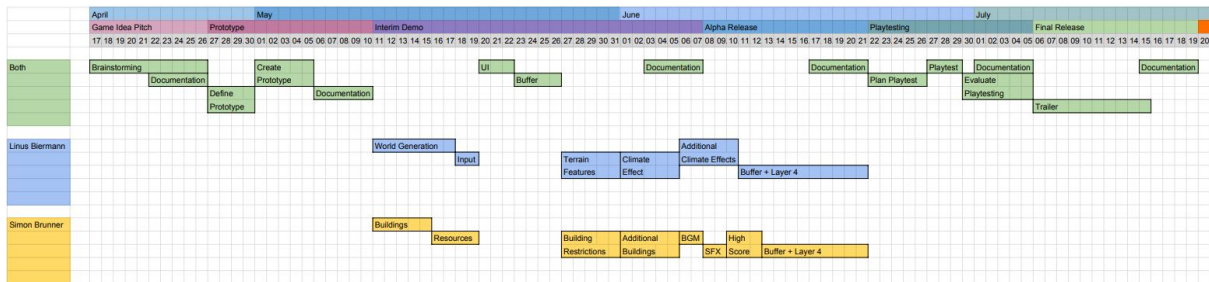 April May June July
Game Idea Pitch Prototype Interim Demo Alpha Release Playtesting Final Release
17 18 19 20 21 22 23 24 25 26 27 28 29 30 01 02 03 04 05 06 07 08 09 10 11 12 13 14 15 16 17 18 19 20 21 22 23 24 25 26 27 28 29 30 31 01 02 03 04 05 06 07 08 09 10 11 12 13 14 15 16 17 18 19 20 21 22 23 24 25 26 27 28 29 30 01 02 03 04 05 06 07 08 09 10 11 12 13 14 15 16 17 18 19 20
Both Brainstorming Create UI Documentation Documentation Playtest Documentation Documentation
Documentation Prototype Buffer Plan Playtest Evaluate
Define Documentation Playtesting
Prototype Trailer
Linus Biermann World Generation Additional
Input Terrain Climate Climate Effects
Features Effect Buffer + Layer 4
Simon Brunner Buildings
Resources Building Additional BGM High
Restrictions Buildings SFX Score Buffer + Layer 4